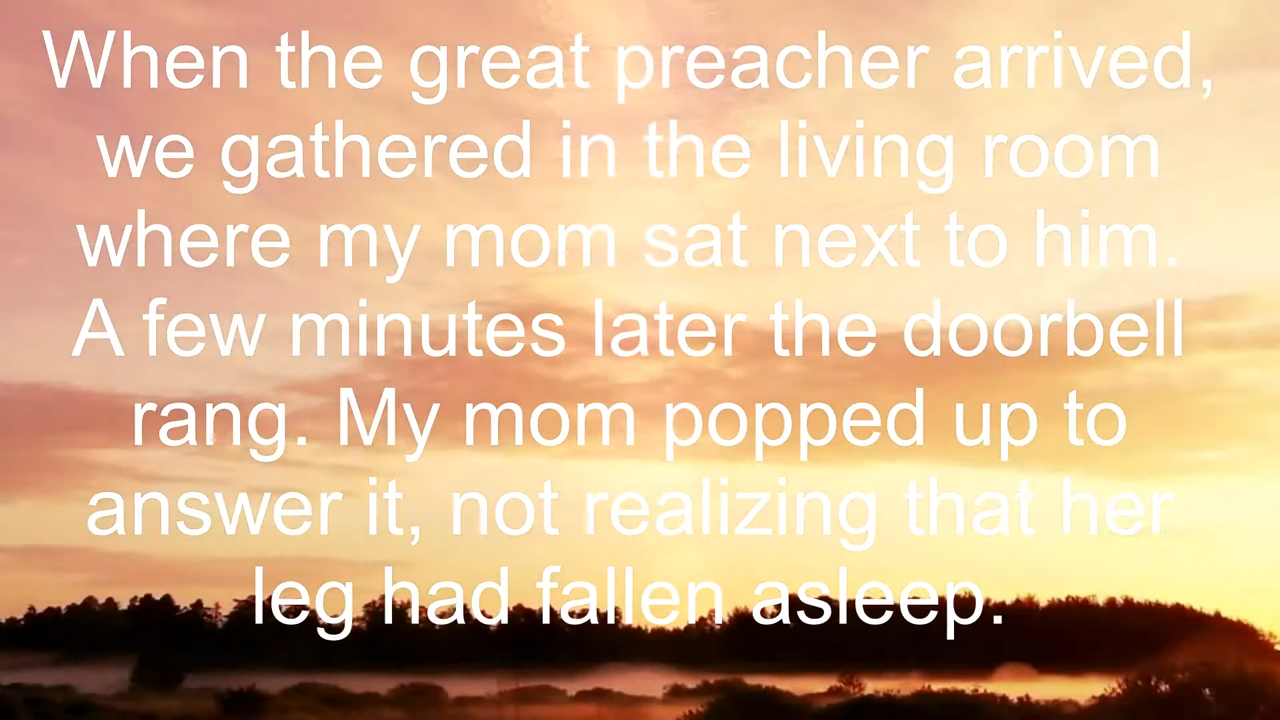 When the great preacher arrived,
we gathered in the living room
where my mom sat next to him.
A few minutes later the doorbell
rang. My mom popped up to
answer it, not realizing that her
leg had fallen asleep.